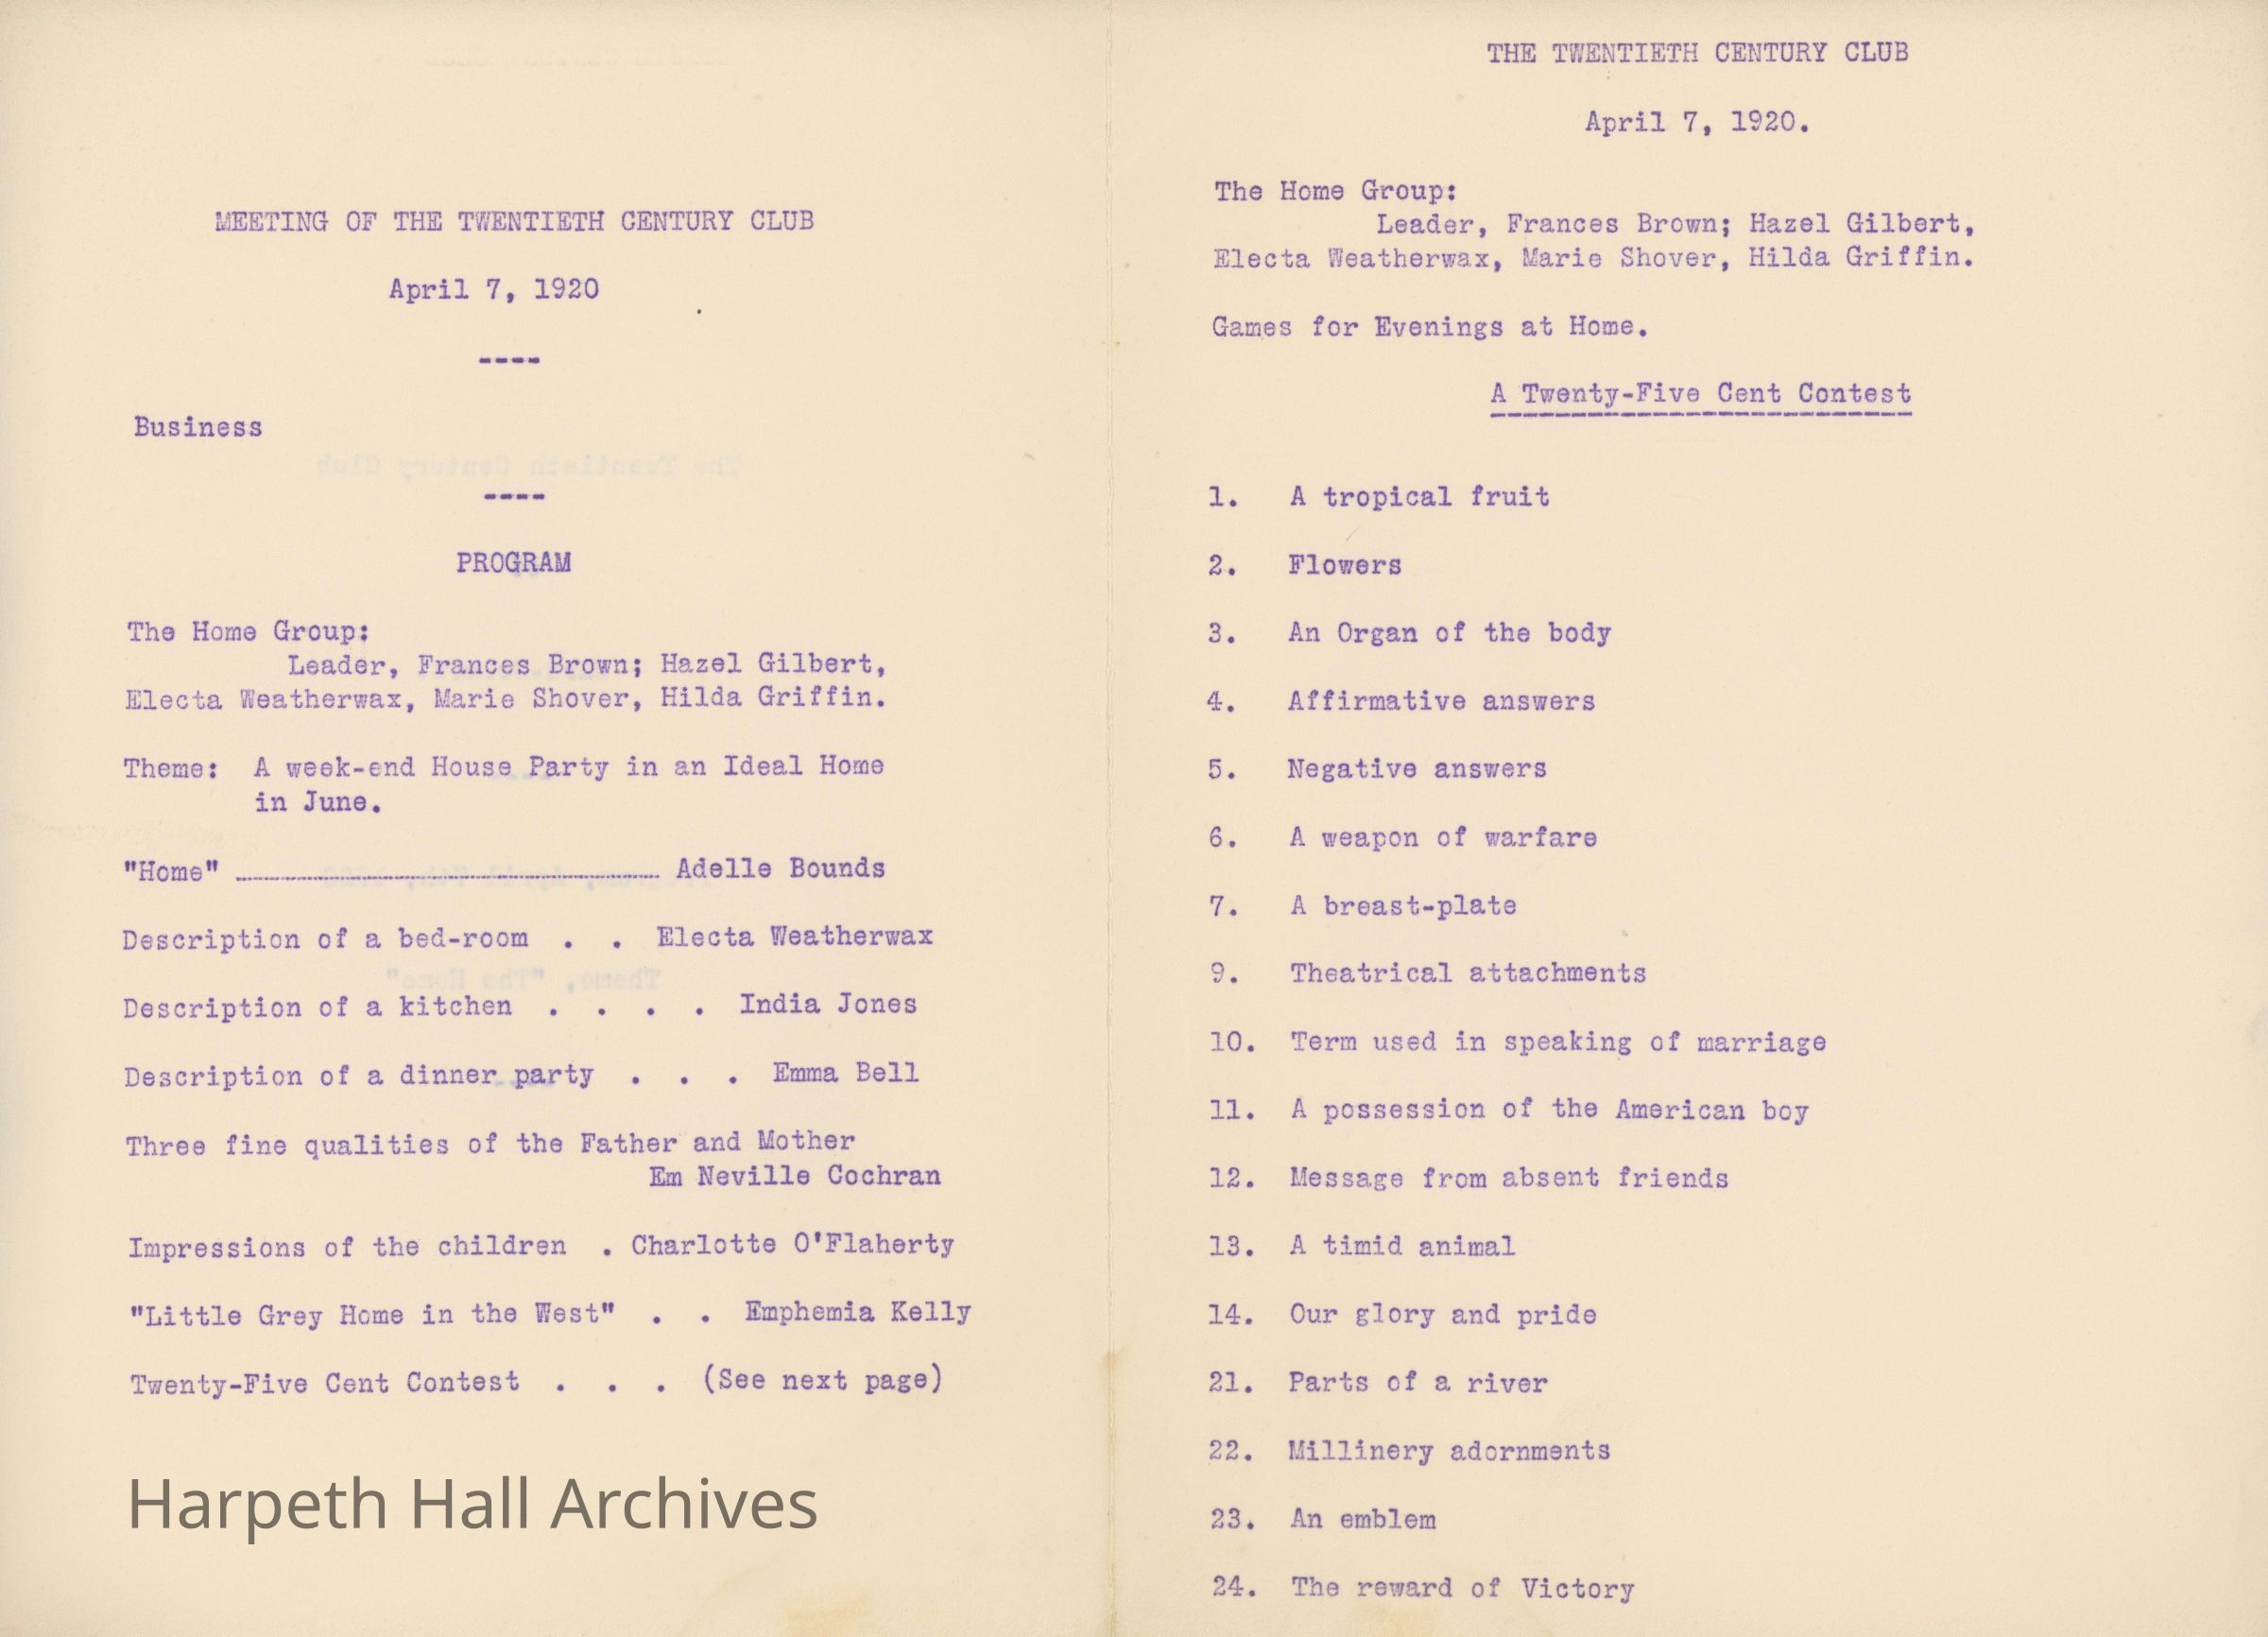 MEETING OF THE TWENTIETH CENTURY CLUB
April 7, 1920
----
Business
----
PROGRAM
The Home Group:
Leader, Frances Brown; Hazel Gilbert,
Electa Weatherwax, Marie Shover, Hilda Griffin.
Theme: A week-end House Party in an Ideal Home
in June.
"Home" ________________ Adelle Bounds
Description of a bed-room . . Electa Weatherwax
Description of a kitchen . . . . India Jones
Description of a dinner party . . . Emma Bell
Three fine qualities of the Father and Mother
Em Neville Cochran
Impressions of the children . Charlotte O'Flaherty
"Little Grey Home in the West" . . Emphemia Kelly
Twenty-Five Cent Contest . . . (See next page)
Harpeth Hall Archives
THE TWENTIETH CENTURY CLUB
April 7, 1920.
The Home Group:
Leader, Frances Brown; Hazel Gilbert,
Electa Weatherwax, Marie Shover, Hilda Griffin.
Games for Evenings at Home.
A Twenty-Five Cent Contest
1. A tropical fruit
2. Flowers
3. An Organ of the body
4. Affirmative answers
5. Negative answers
6. A weapon of warfare
7. A breast-plate
9. Theatrical attachments
10. Term used in speaking of marriage
11. A possession of the American boy
12. Message from absent friends
13. A timid animal
14. Our glory and pride
21. Parts of a river
22. Millinery adornments
23. An emblem
24. The reward of Victory